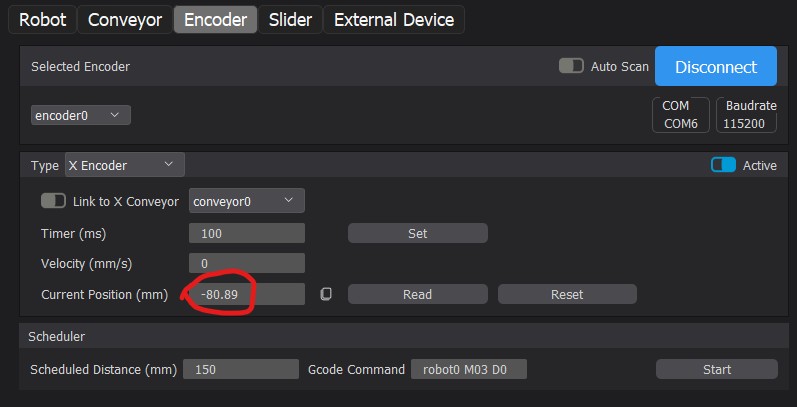 Robot Conveyor Encoder Slider External Device
Selected Encoder Auto Scan Disconnect
encoder0 COM COM6 Baudrate 115200
Type X Encoder Active
Link to X Conveyor conveyor0
Timer (ms) 100 Set
Velocity (mm/s) 0
Current Position (mm) -80.89 Read Reset
Scheduler
Scheduled Distance (mm) 150 Gcode Command robot0 M03 D0 Start